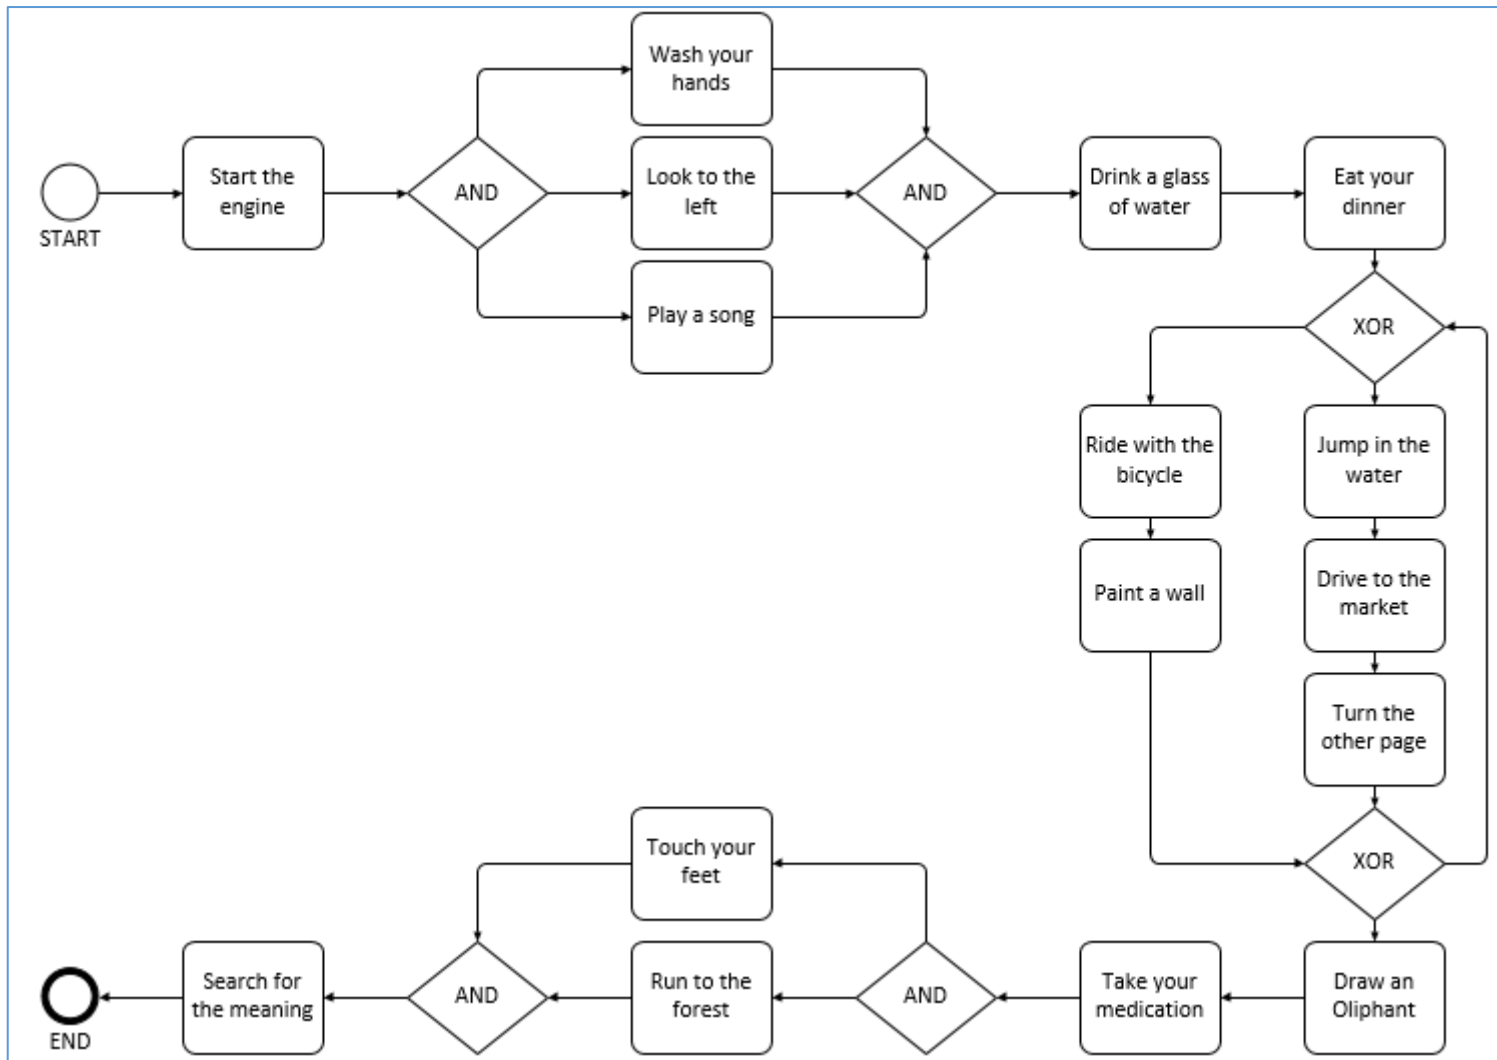 START
Start the
engine
AND
Wash your
hands
Look to the
left
Play a song
AND
Drink a glass
of water
Eat your
dinner
XOR
Ride with the
bicycle
Paint a wall
Jump in the
water
Drive to the
market
Turn the
other page
XOR
Draw an
Oliphant
Take your
medication
AND
Touch your
feet
Run to the
forest
AND
Search for
the meaning
END